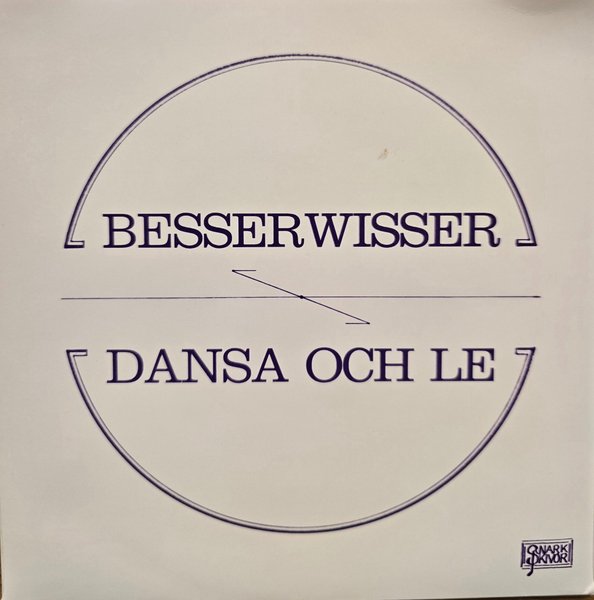 BESSERWISSER
DANSA OCH LE
SNARK
SKIVOR